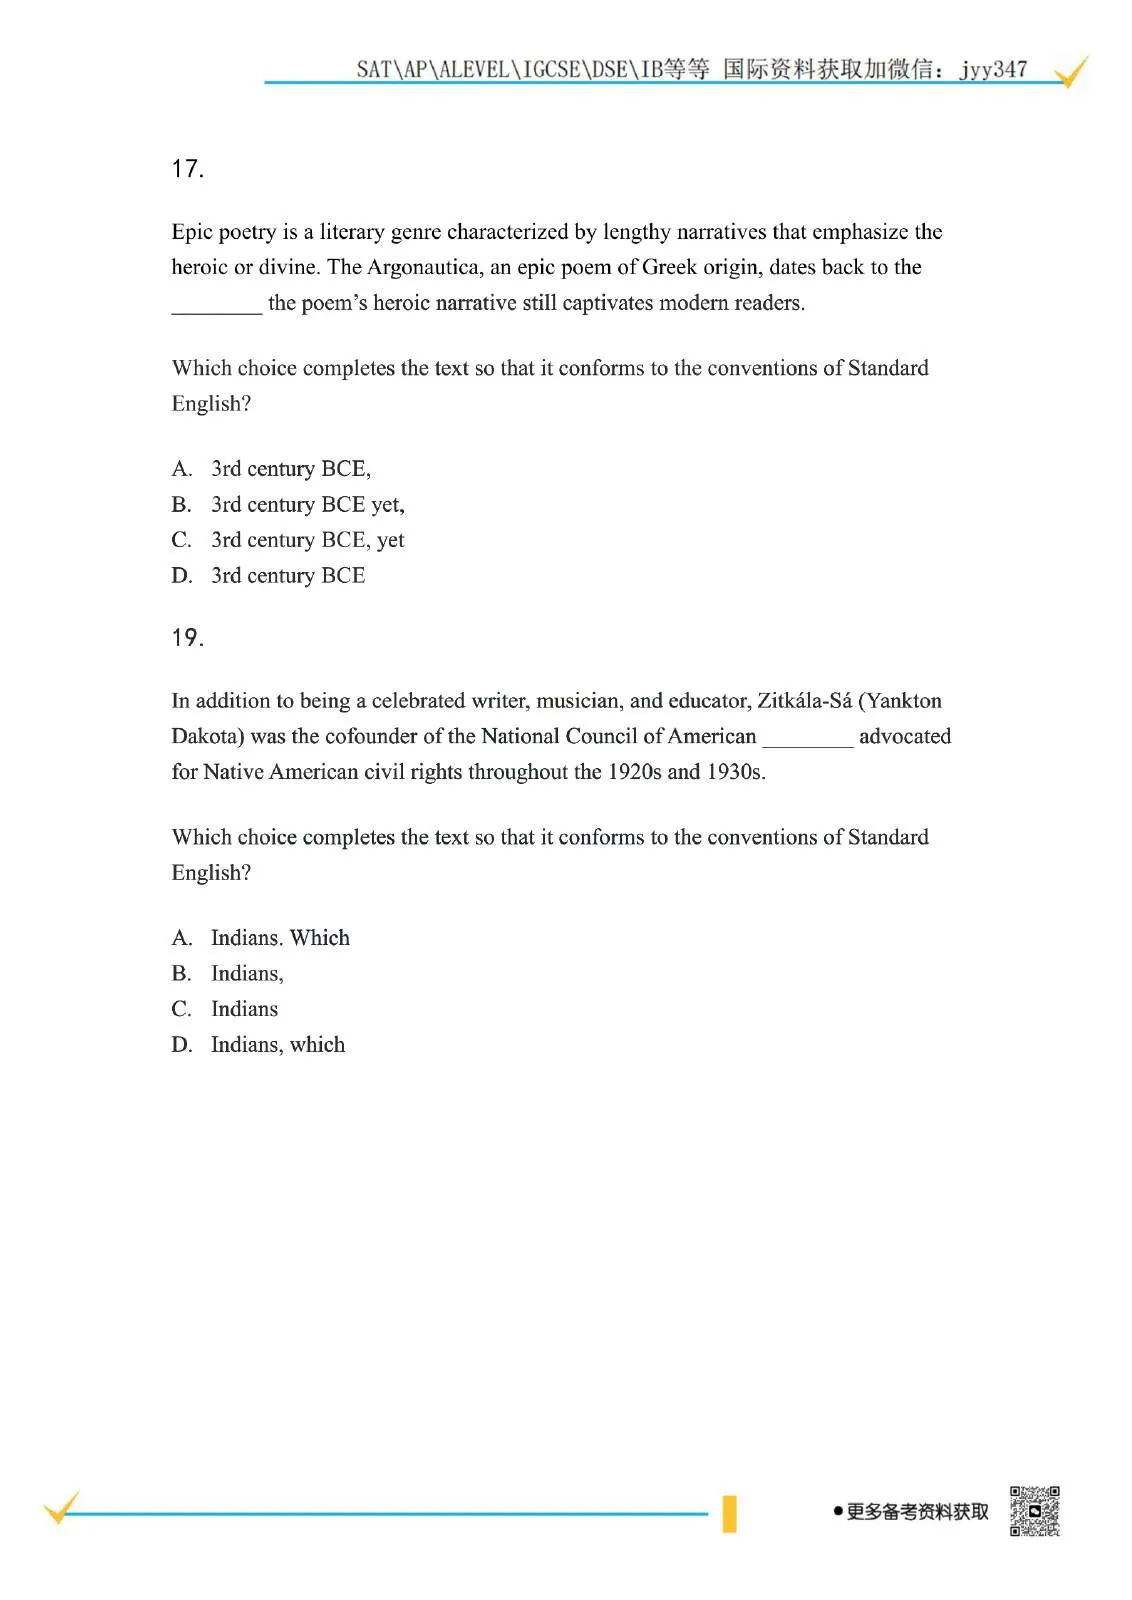 SAT\AP\ALEVEL\IGCSE\DSE\IB等等 国际资料获取加微信：jyy347
17.
Epic poetry is a literary genre characterized by lengthy narratives that emphasize the
heroic or divine. The Argonautica, an epic poem of Greek origin, dates back to the
________ the poem’s heroic narrative still captivates modern readers.
Which choice completes the text so that it conforms to the conventions of Standard
English?
A. 3rd century BCE,
B. 3rd century BCE yet,
C. 3rd century BCE, yet
D. 3rd century BCE
19.
In addition to being a celebrated writer, musician, and educator, Zitkála-Sá (Yankton
Dakota) was the cofounder of the National Council of American ________ advocated
for Native American civil rights throughout the 1920s and 1930s.
Which choice completes the text so that it conforms to the conventions of Standard
English?
A. Indians. Which
B. Indians,
C. Indians
D. Indians, which
●更多备考资料获取